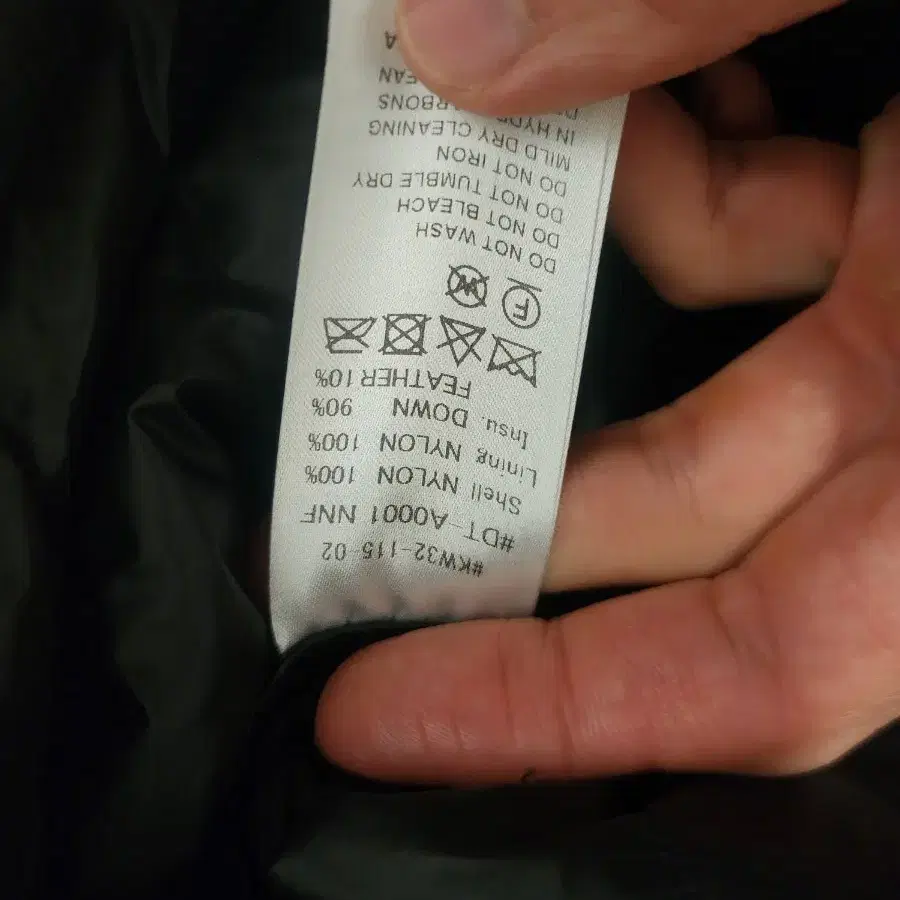 #KW32-115-02
#DT-A0001 NNF
Shell NYLON 100%
Lining NYLON 100%
Insu. DOWN 90%
FEATHER 10%
F W
DO NOT WASH
DO NOT BLEACH
DO NOT TUMBLE DRY
DO NOT IRON
MILD DRY CLEANING
IN